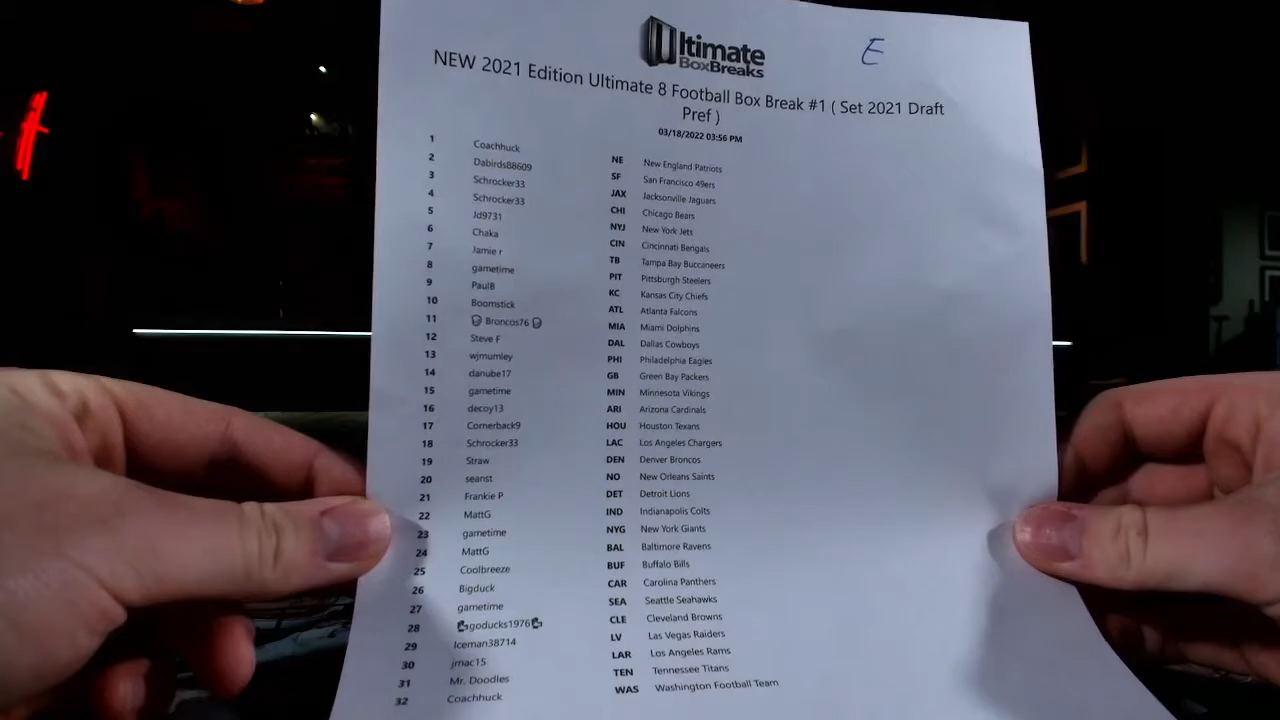 Ultimate
BoxBreaks
E
NEW 2021 Edition Ultimate 8 Football Box Break #1 ( Set 2021 Draft
Pref )
03/18/2022 03:56 PM
1 Coachhuck NE New England Patriots
2 Dabirds88609 SF San Francisco 49ers
3 Schrocker33 JAX Jacksonville Jaguars
4 Schrocker33 CHI Chicago Bears
5 Jd9731 NYJ New York Jets
6 Chaka CIN Cincinnati Bengals
7 Jamie r TB Tampa Bay Buccaneers
8 gametime PIT Pittsburgh Steelers
9 PaulB KC Kansas City Chiefs
10 Boomstick ATL Atlanta Falcons
11 Broncos76 MIA Miami Dolphins
12 Steve F DAL Dallas Cowboys
13 wjmumley PHI Philadelphia Eagles
14 danube17 GB Green Bay Packers
15 gametime MIN Minnesota Vikings
16 decoy13 ARI Arizona Cardinals
17 Cornerback9 HOU Houston Texans
18 Schrocker33 LAC Los Angeles Chargers
19 Straw DEN Denver Broncos
20 seanst NO New Orleans Saints
21 Frankie P DET Detroit Lions
22 MattG IND Indianapolis Colts
23 gametime NYG New York Giants
24 MattG BAL Baltimore Ravens
25 Coolbreeze BUF Buffalo Bills
26 Bigduck CAR Carolina Panthers
27 gametime SEA Seattle Seahawks
28 goducks1976 CLE Cleveland Browns
29 Iceman38714 LV Las Vegas Raiders
30 jmac15 LAR Los Angeles Rams
31 Mr. Doodles TEN Tennessee Titans
32 Coachhuck WAS Washington Football Team